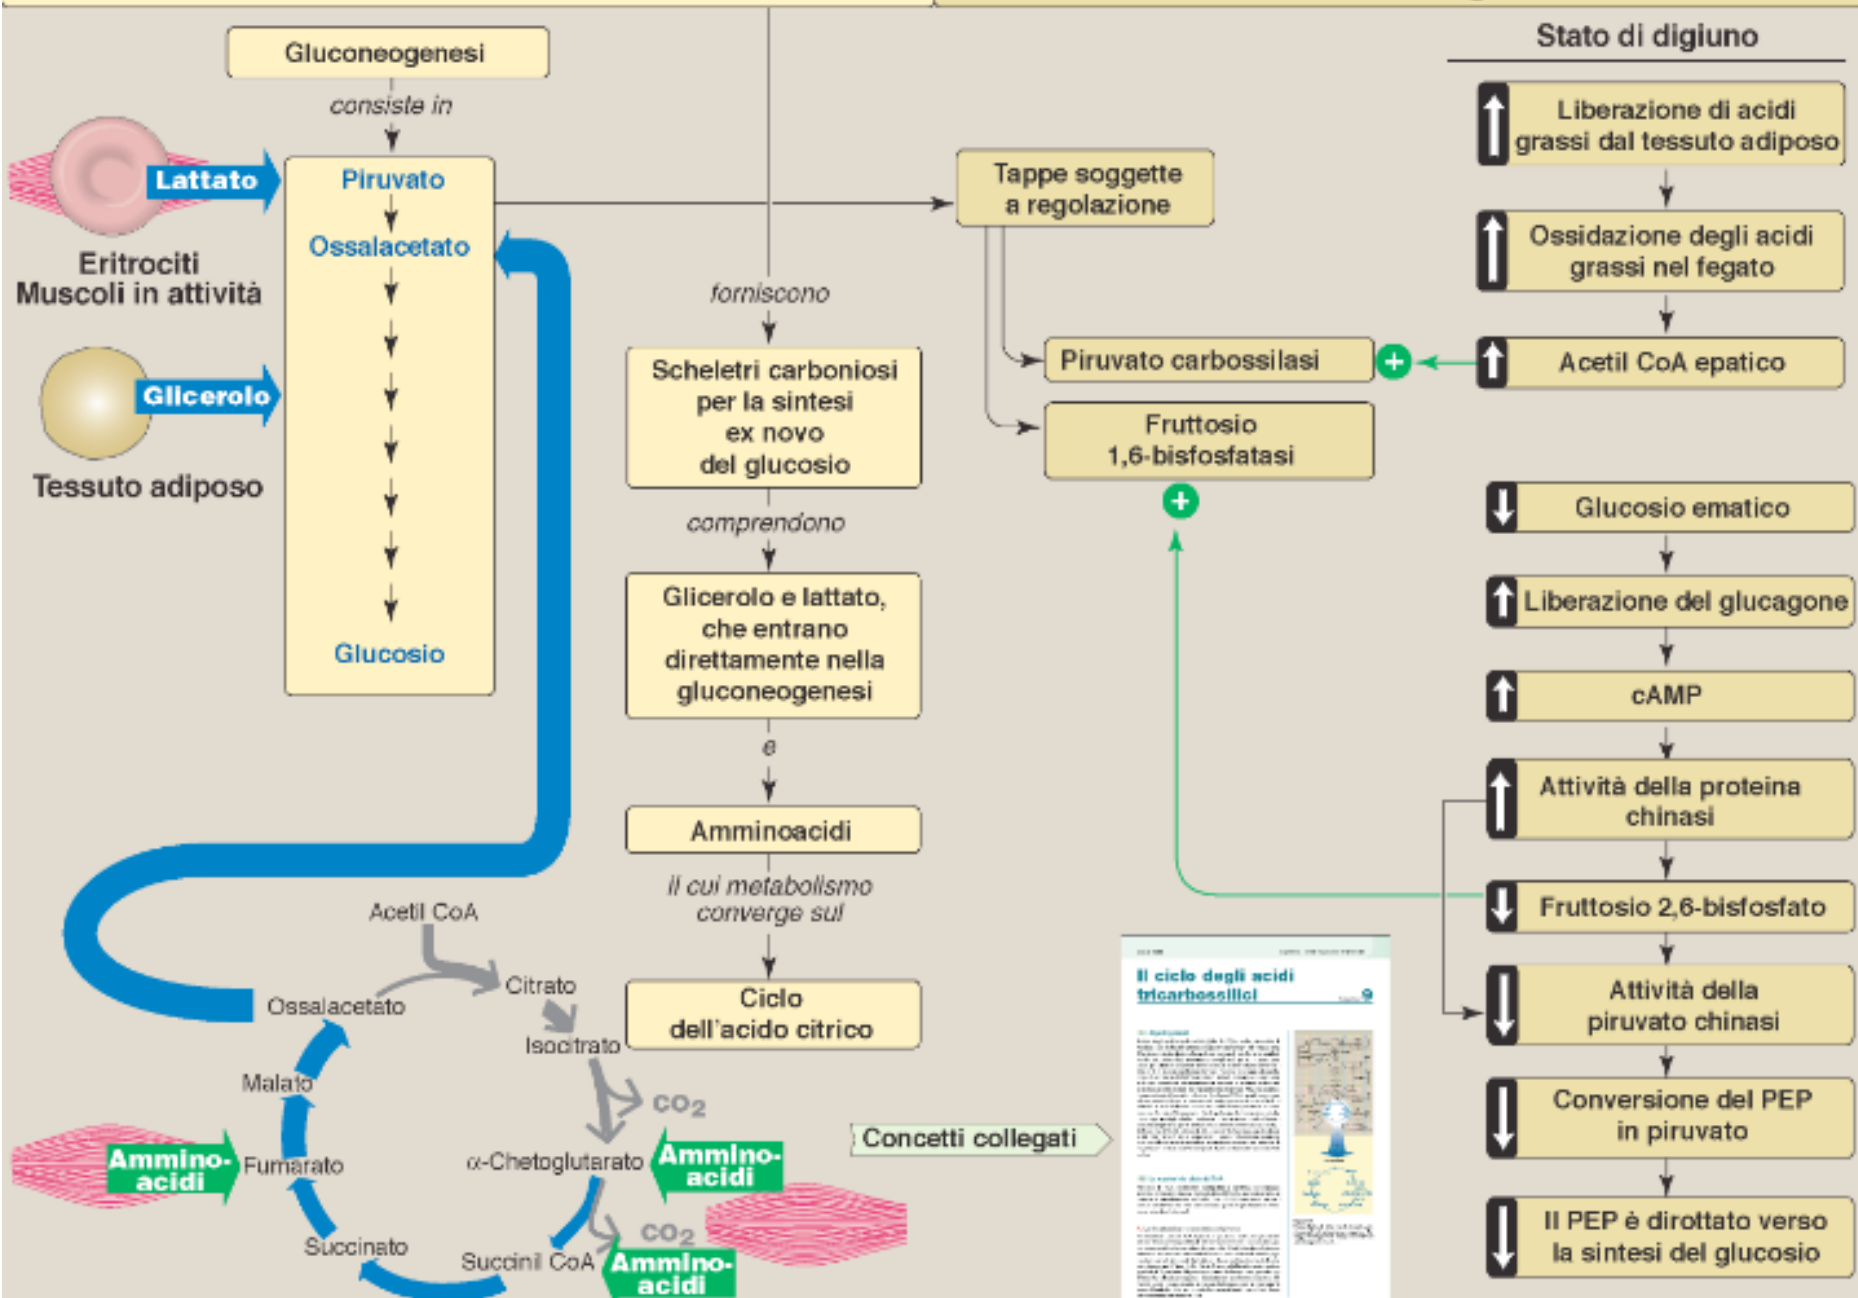 Gluconeogenesi
consiste in
Lattato
Eritrociti
Muscoli in attività
Glicerolo
Tessuto adiposo
Piruvato
Ossalacetato
Glucosio
forniscono
Scheletri carboniosi
per la sintesi
ex novo
del glucosio
comprendono
Glicerolo e lattato,
che entrano
direttamente nella
gluconeogenesi
e
Amminoacidi
il cui metabolismo
converge sul
Ciclo
dell'acido citrico
Acetil CoA
Citrato
Ossalacetato
Isocitrato
Malato
CO2
Ammino-
acidi
Fumarato
α-Chetoglutarato
Ammino-
acidi
CO2
Succinato
Succinil CoA
Ammino-
acidi
Tappe soggette
a regolazione
Piruvato carbossilasi
+
Fruttosio
1,6-bisfosfatasi
+
Stato di digiuno
Liberazione di acidi
grassi dal tessuto adiposo
Ossidazione degli acidi
grassi nel fegato
Acetil CoA epatico
Glucosio ematico
Liberazione del glucagone
cAMP
Attività della proteina
chinasi
Fruttosio 2,6-bisfosfato
Attività della
piruvato chinasi
Conversione del PEP
in piruvato
Il PEP è dirottato verso
la sintesi del glucosio
Concetti collegati
Il ciclo degli acidi
tricarbossilici
9